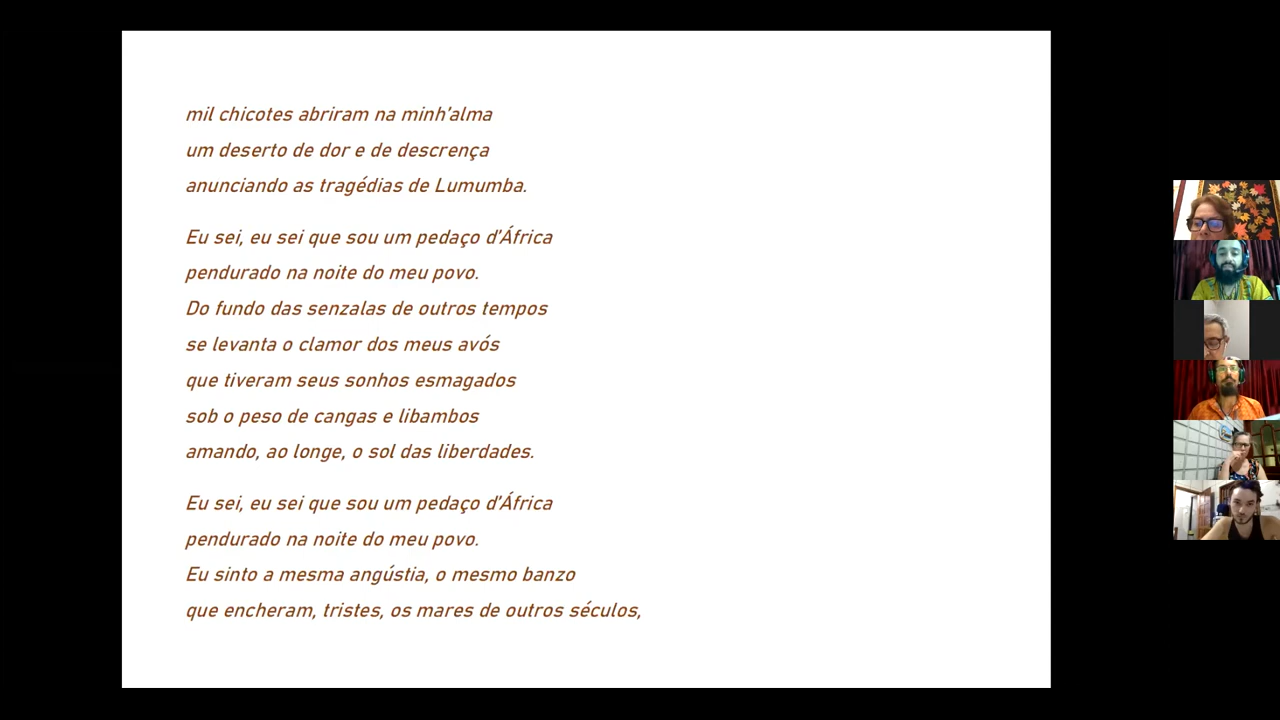 mil chicotes abriram na minh'alma
um deserto de dor e de descrença
anunciando as tragédias de Lumumba.
Eu sei, eu sei que sou um pedaço d'África
pendurado na noite do meu povo.
Do fundo das senzalas de outros tempos
se levanta o clamor dos meus avós
que tiveram seus sonhos esmagados
sob o peso de cangas e libambos
amando, ao longe, o sol das liberdades.
Eu sei, eu sei que sou um pedaço d'África
pendurado na noite do meu povo.
Eu sinto a mesma angústia, o mesmo banzo
que encheram, tristes, os mares de outros séculos,